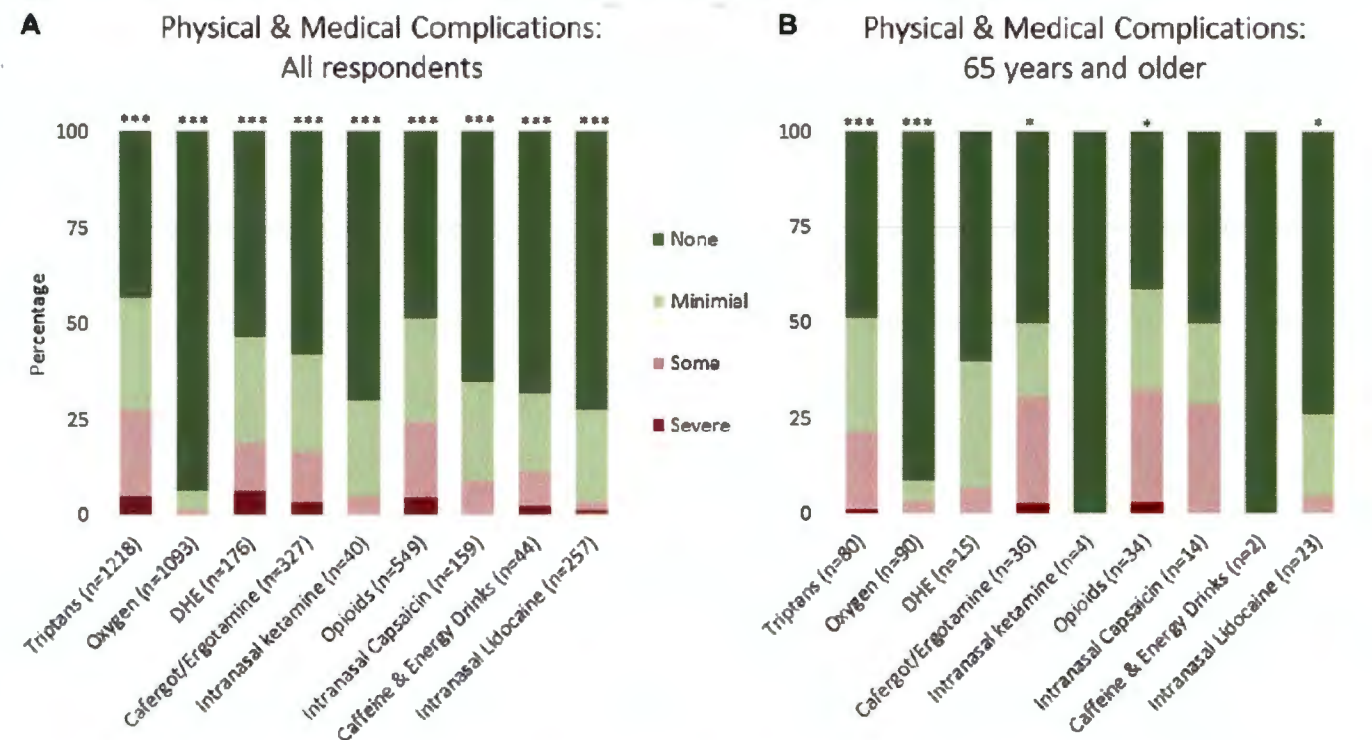 A
Physical & Medical Complications:
All respondents
*** *** *** *** *** *** *** *** ***
100
75
50
25
0
Percentage
Triptans (n=1218)
Oxygen (n=1093)
DHE (n=176)
Cafergot/Ergotamine (n=327)
Intranasal ketamine (n=40)
Opioids (n=549)
Intranasal Capsaicin (n=159)
Caffeine & Energy Drinks (n=44)
Intranasal Lidocaine (n=257)
None
Minimial
Some
Severe
B
Physical & Medical Complications:
65 years and older
*** *** * * *
100
75
50
25
0
Triptans (n=80)
Oxygen (n=90)
DHE (n=15)
Cafergot/Ergotamine (n=36)
Intranasal ketamine (n=4)
Opioids (n=34)
Intranasal Capsaicin (n=14)
Caffeine & Energy Drinks (n=2)
Intranasal Lidocaine (n=23)